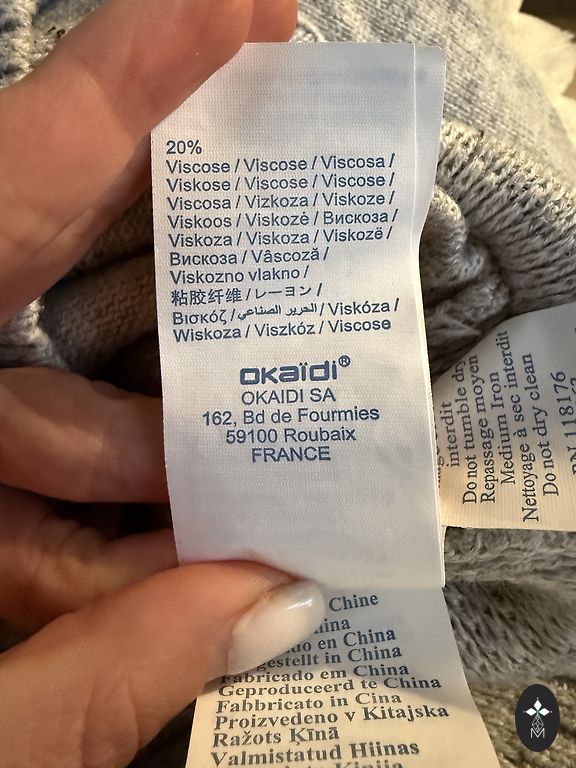 20%
Viscose / Viscose / Viscosa /
Viskose / Viscose / Viscose /
Viscosa / Vizkoza / Viskoze /
Viskoos / Viskozė / Вискоза /
Viskoza / Viskoza / Viskozë /
Вискоза / Vâscoză /
Viskozno vlakno /
粘胶纤维 / レーヨン /
Βισκόζ / الحرير الصناعي / Viskóza /
Wiskoza / Viszkóz / Viscose
OKAÏDI®
OKAIDI SA
162, Bd de Fourmies
59100 Roubaix
FRANCE
Chine
en China
in China
Fabricado em China
Geproduceerd te China
Fabbricato in Cina
Proizvedeno v Kitajska
Ražots Ķīnā
Valmistatud Hiinas
interdit
Do not tumble dry
Repassage moyen
Medium Iron
Nettoyage à sec interdit
Do not dry clean
118176
M